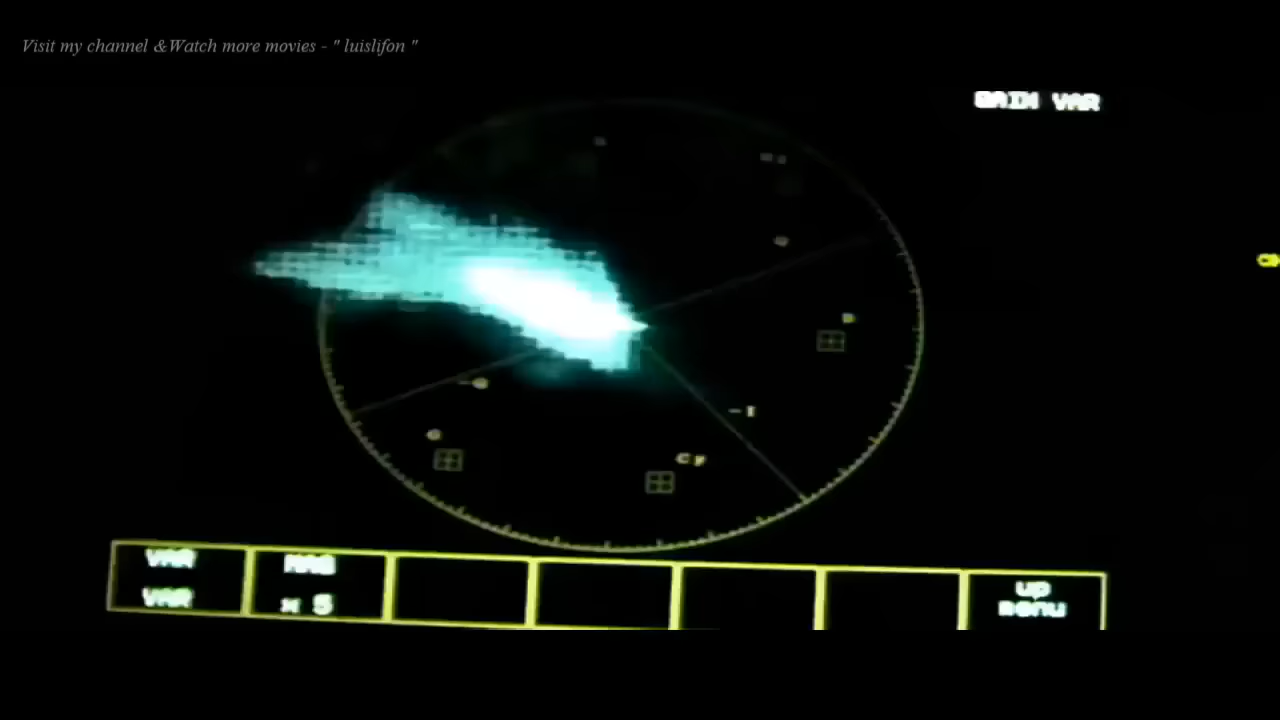 Visit my channel &Watch more movies - " luislifon "
GAIN VAR
-I
Cy
VAR
MAG
VAR
x 5
up
menu